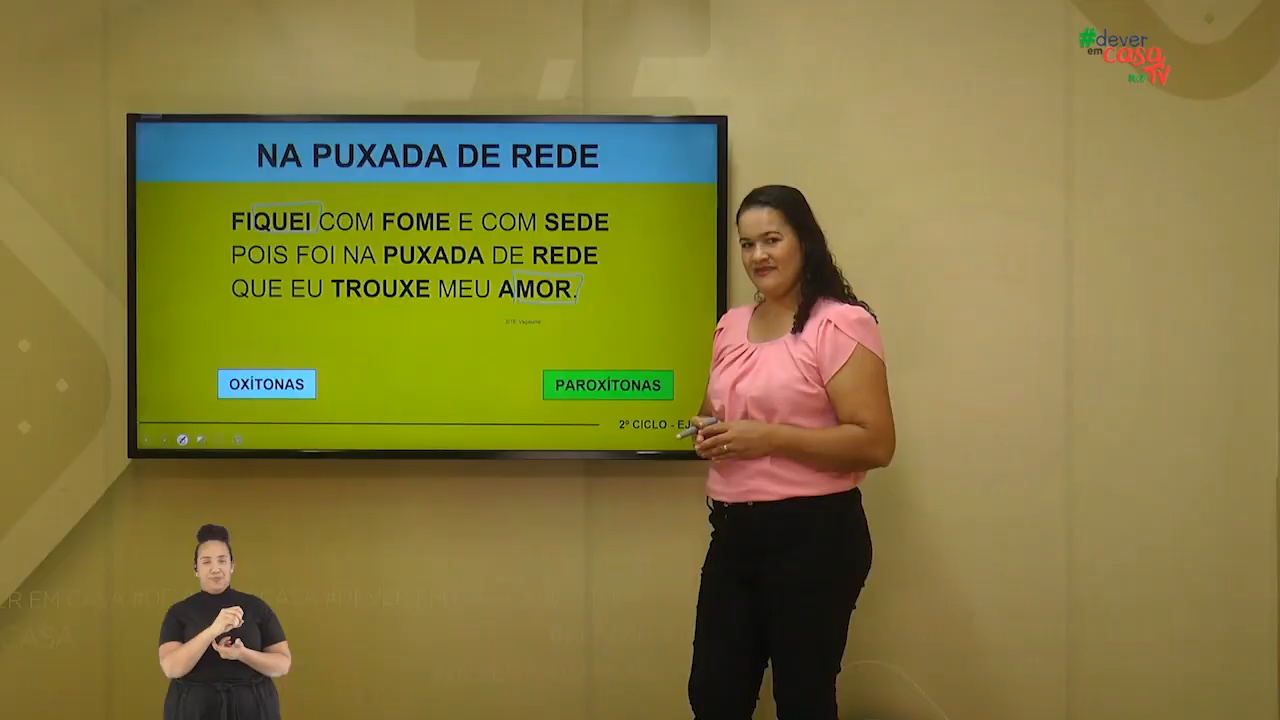 #dever
em casa
na TV
NA PUXADA DE REDE
FIQUEI COM FOME E COM SEDE
POIS FOI NA PUXADA DE REDE
QUE EU TROUXE MEU AMOR.
OXÍTONAS
PAROXÍTONAS
2º CICLO - EJ